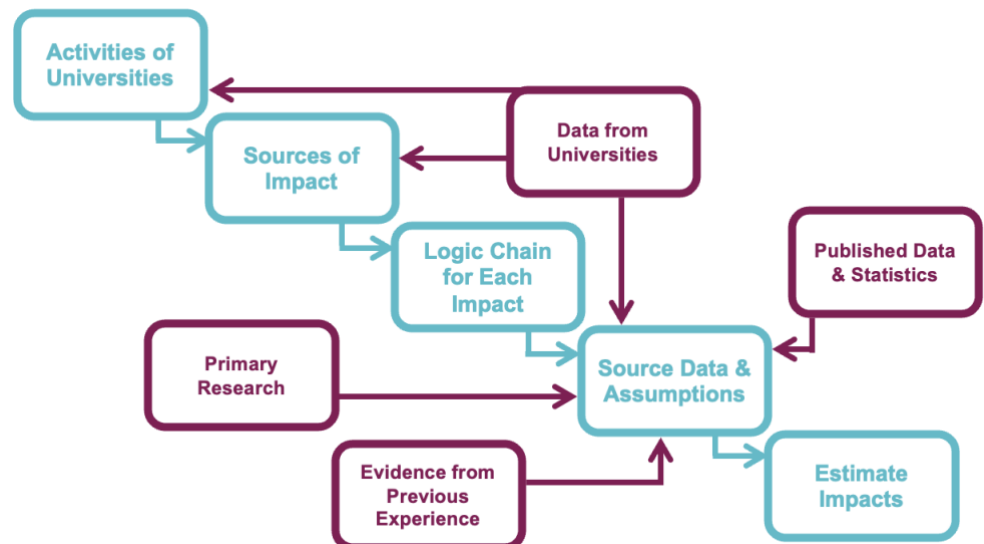 Activities of
Universities
Data from
Universities
Sources of
Impact
Published Data
& Statistics
Logic Chain
for Each
Impact
Primary
Research
Source Data &
Assumptions
Evidence from
Previous
Experience
Estimate
Impacts